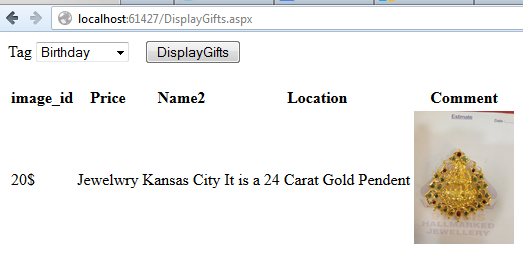 localhost:61427/DisplayGifts.aspx
Tag Birthday DisplayGifts
image_id Price Name2 Location Comment
Estimate
20$ Jewelwry Kansas City It is a 24 Carat Gold Pendent
HALLMARKED
JEWELLERY